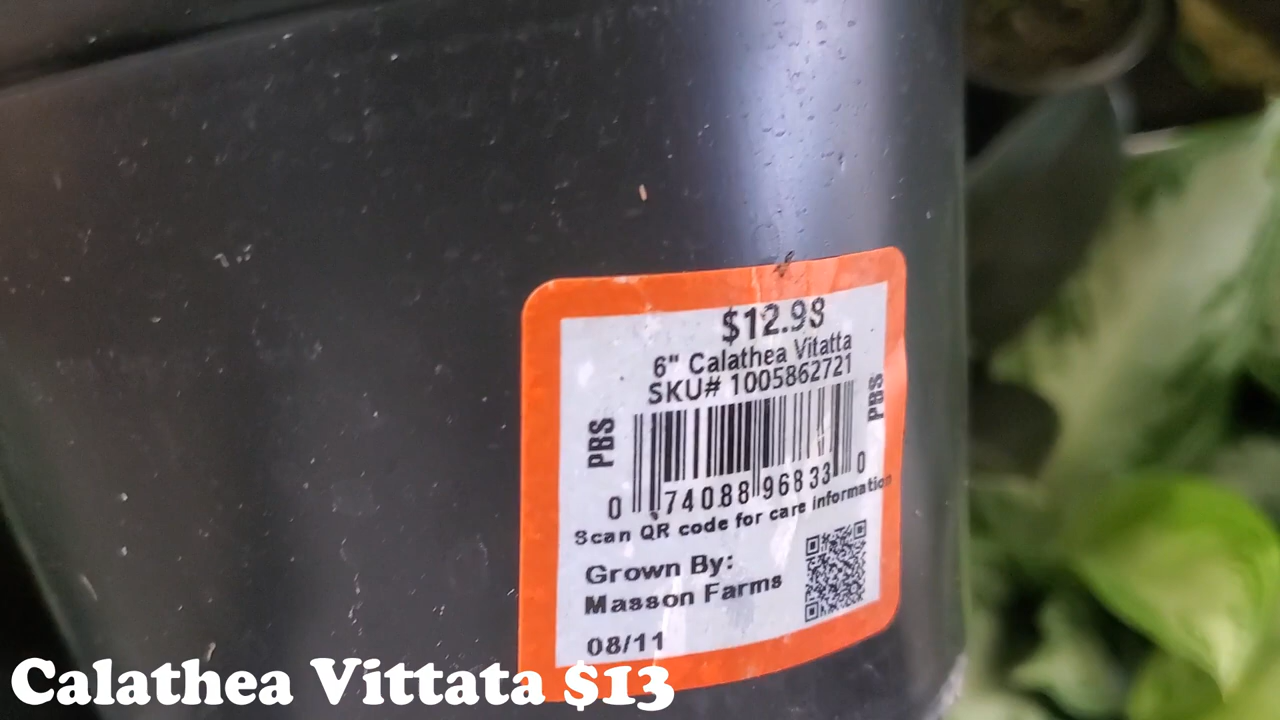 $12.98
6" Calathea Vitatta
SKU# 1005862721
PBS
PBS
0 74088 96833 0
Scan QR code for care information
Grown By:
Masson Farms
08/11
Calathea Vittata $13